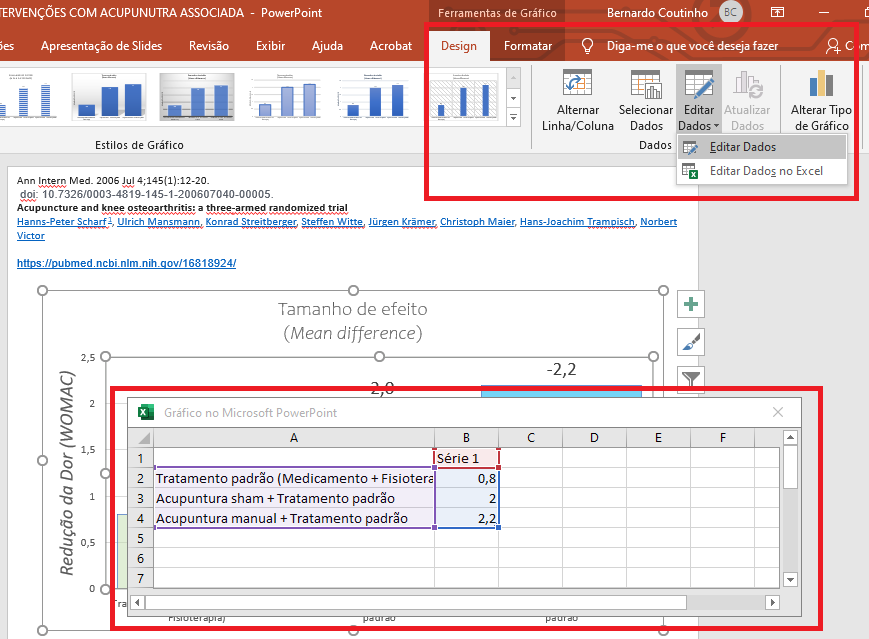 TERVENÇÕES COM ACUPUNUTRA ASSOCIADA - PowerPoint
Ferramentas de Gráfico
Bernardo Coutinho
BC
ões Apresentação de Slides Revisão Exibir Ajuda Acrobat Design Formatar Diga-me o que você deseja fazer Com
Alternar Linha/Coluna
Selecionar Dados
Editar Dados
Atualizar Dados
Alterar Tipo de Gráfico
Estilos de Gráfico
Dados
Editar Dados
Editar Dados no Excel
Ann Intern Med. 2006 Jul 4;145(1):12-20.
doi: 10.7326/0003-4819-145-1-200607040-00005.
Acupuncture and knee osteoarthritis: a three-armed randomized trial
Hanns-Peter Scharf 1, Ulrich Mansmann, Konrad Streitberger, Steffen Witte, Jürgen Krämer, Christoph Maier, Hans-Joachim Trampisch, Norbert
Victor
https://pubmed.ncbi.nlm.nih.gov/16818924/
Tamanho de efeito
(Mean difference)
Redução da Dor (WOMAC)
2,5
2
1,5
1
0,5
0
-2,2
2,0
Gráfico no Microsoft PowerPoint
A B C D E F
1 Série 1
2 Tratamento padrão (Medicamento + Fisiotera 0,8
3 Acupuntura sham + Tratamento padrão 2
4 Acupuntura manual + Tratamento padrão 2,2
5
6
7
Tra
Fisioterapia) padrão padrão